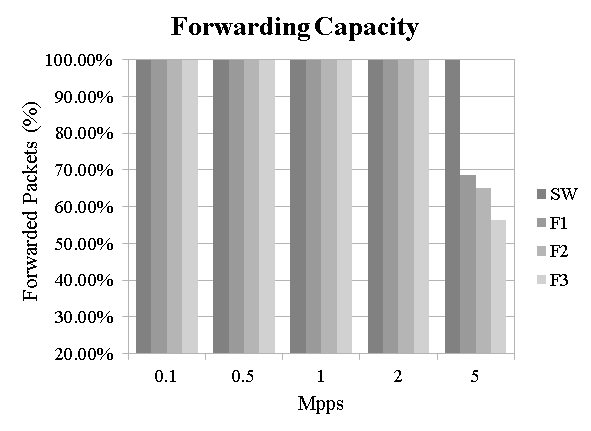 Forwarding Capacity
Forwarded Packets (%)
100.00%
90.00%
80.00%
70.00%
60.00%
50.00%
40.00%
30.00%
20.00%
0.1 0.5 1 2 5
Mpps
SW
F1
F2
F3